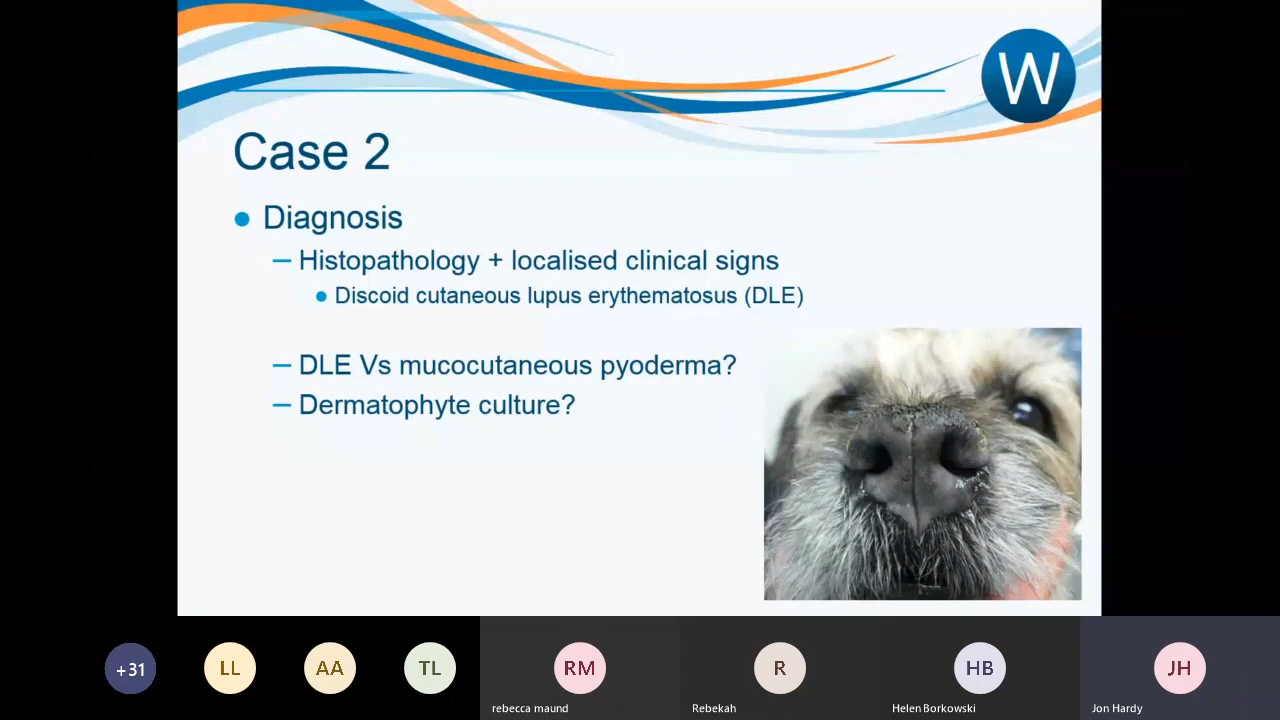 W
Case 2
Diagnosis
– Histopathology + localised clinical signs
Discoid cutaneous lupus erythematosus (DLE)
– DLE Vs mucocutaneous pyoderma?
– Dermatophyte culture?
+31
LL
AA
TL
RM
R
HB
JH
rebecca maund
Rebekah
Helen Borkowski
Jon Hardy